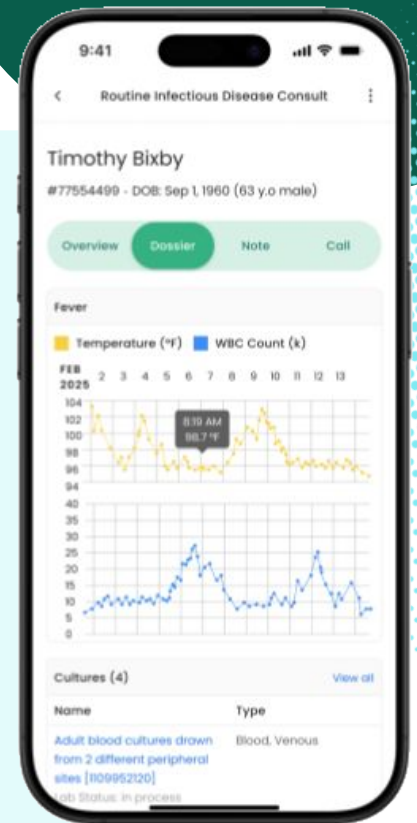 9:41
Routine Infectious Disease Consult
Timothy Bixby
#77554499 - DOB: Sep 1, 1960 (63 y.o male)
Overview Dossier Note Call
Fever
Temperature (°F) WBC Count (k)
FEB 2025 2 3 4 5 6 7 8 9 10 11 12 13
104
102
100
98
96
94
8:19 AM
98.7 °F
40
35
30
25
20
15
10
5
0
Cultures (4) View all
Name Type
Adult blood cultures drawn Blood, Venous
from 2 different peripheral
sites [1109952120]
Lab Status: in process